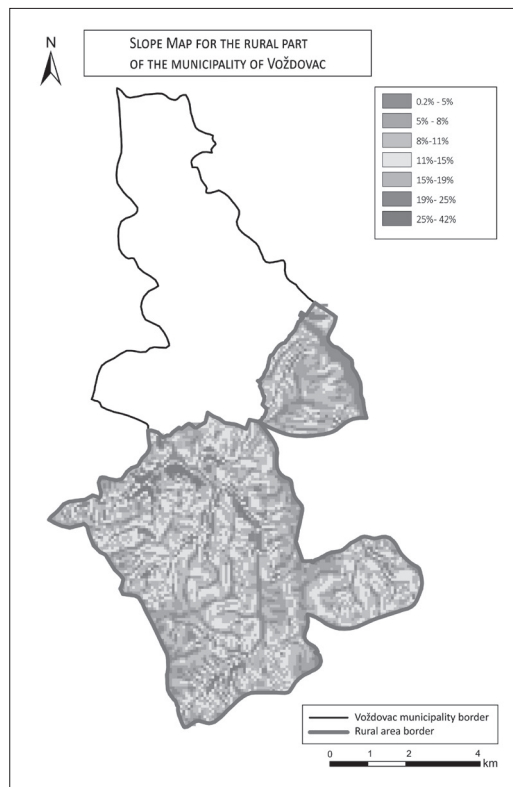 N
SLOPE MAP FOR THE RURAL PART
OF THE MUNICIPALITY OF VOŽDOVAC
0.2% - 5%
5% - 8%
8%-11%
11%-15%
15%-19%
19%- 25%
25%- 42%
Voždovac municipality border
Rural area border
0 1 2 4
km